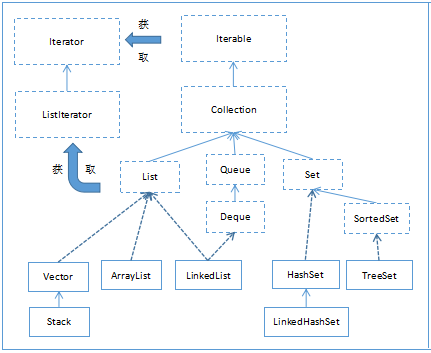 获
Iterator
Iterable
取
ListIterator
Collection
获 取
List
Queue
Set
Deque
SortedSet
Vector
ArrayList
LinkedList
HashSet
TreeSet
Stack
LinkedHashSet